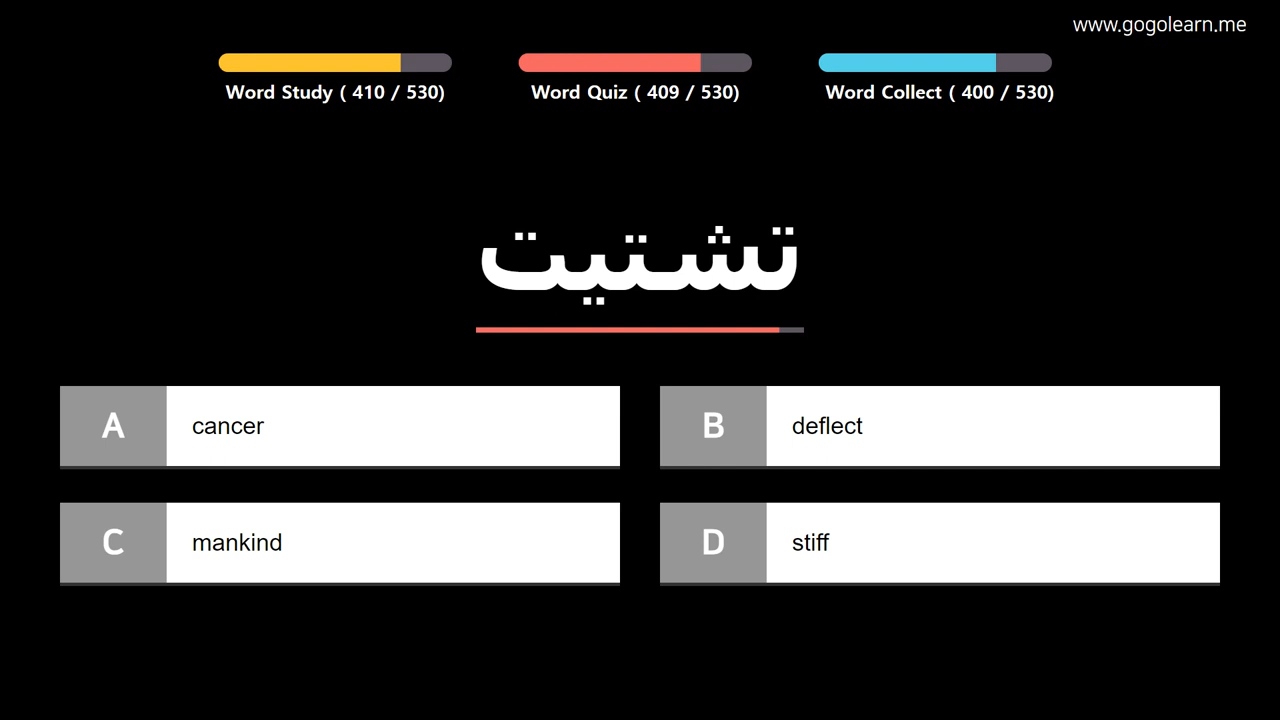 www.gogolearn.me
Word Study ( 410 / 530)
Word Quiz ( 409 / 530)
Word Collect ( 400 / 530)
تشتيت
A cancer
B deflect
C mankind
D stiff